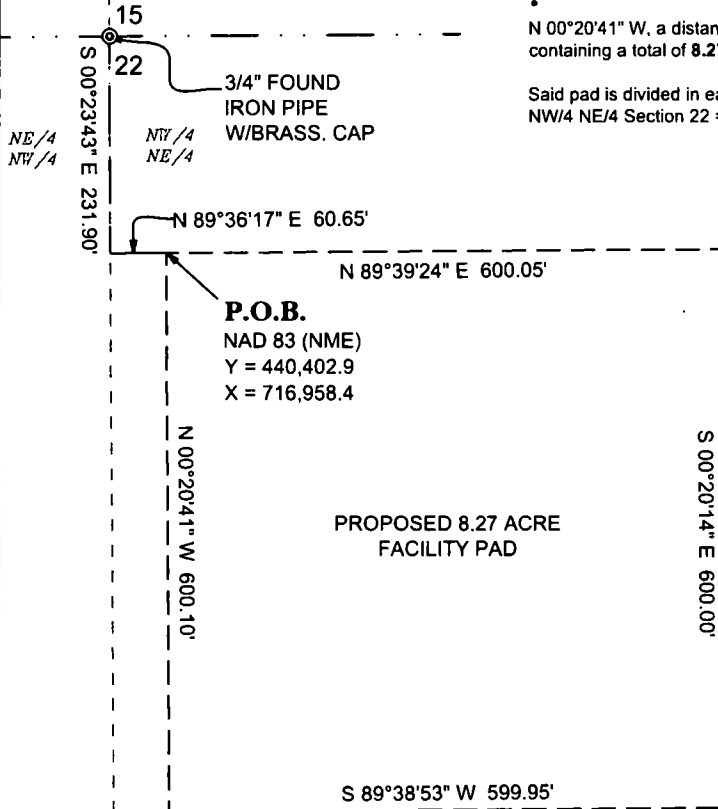 15
N 00°20'41" W, a distan
containing a total of 8.2
22
S 00°23'43" E 231.90'
3/4" FOUND
IRON PIPE
W/BRASS. CAP
Said pad is divided in ea
NW/4 NE/4 Section 22 =
NE/4
NW/4
NW/4
NE/4
N 89°36'17" E 60.65'
N 89°39'24" E 600.05'
P.O.B.
NAD 83 (NME)
Y = 440,402.9
X = 716,958.4
N 00°20'41" W 600.10'
S 00°20'14" E 600.00'
PROPOSED 8.27 ACRE
FACILITY PAD
S 89°38'53" W 599.95'